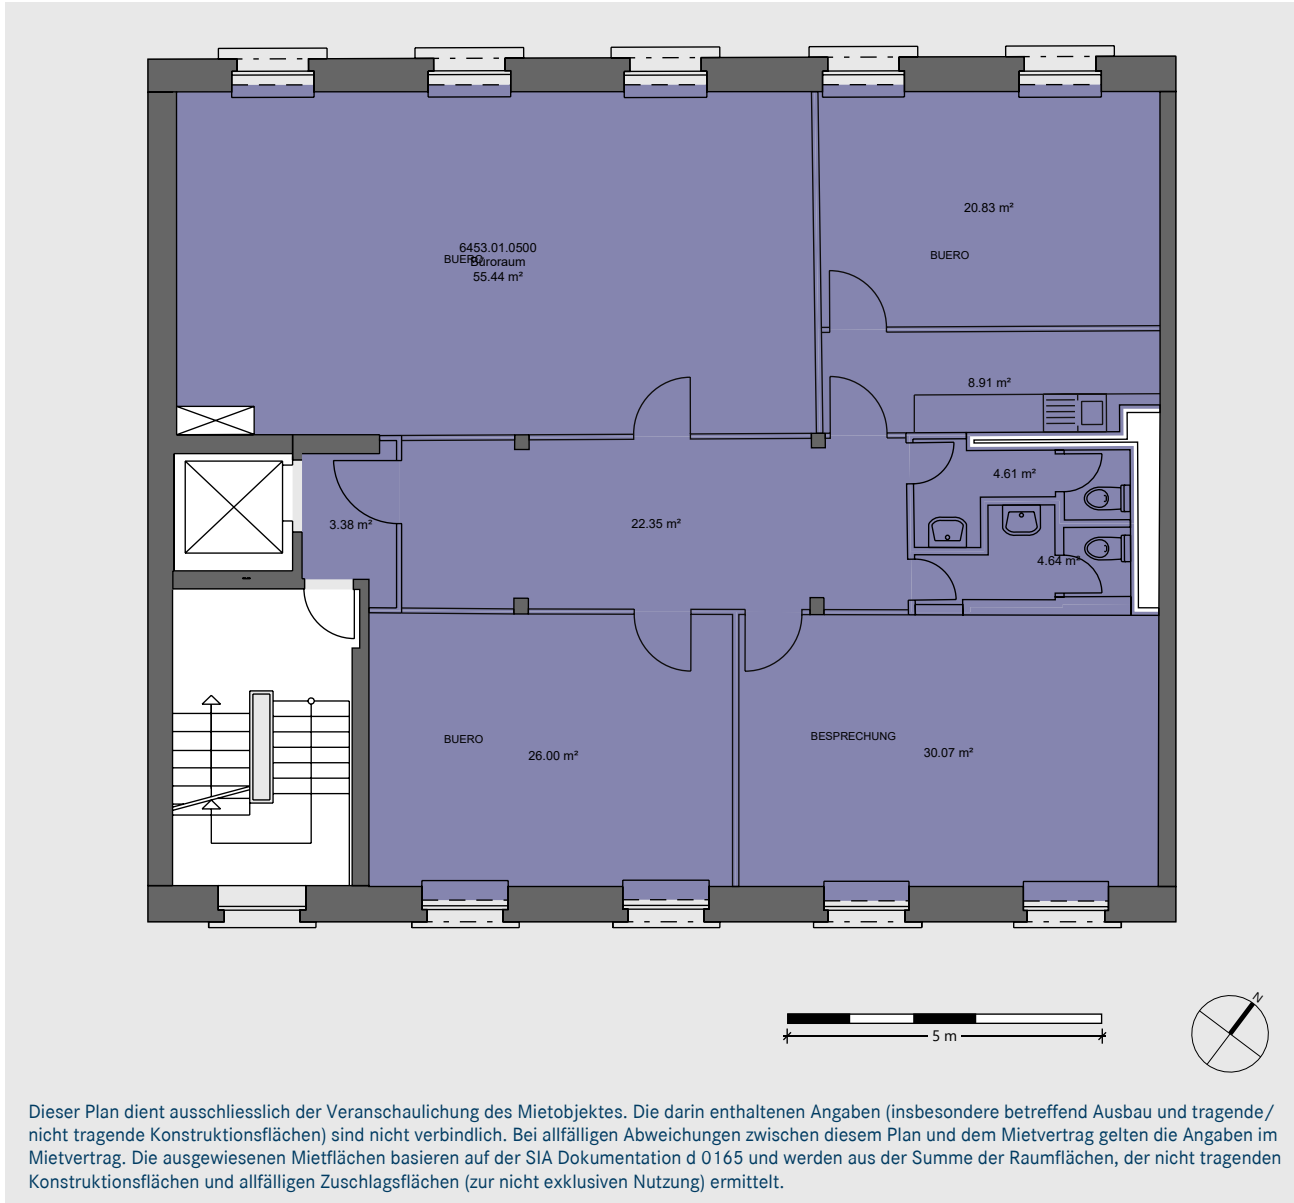 20.83 m²
6453.01.0500
BUERO
Büroraum
55.44 m²
BUERO
8.91 m²
4.61 m²
3.38 m²
22.35 m²
4.64 m²
BUERO
26.00 m²
BESPRECHUNG
30.07 m²
N
5 m
Dieser Plan dient ausschliesslich der Veranschaulichung des Mietobjektes. Die darin enthaltenen Angaben (insbesondere betreffend Ausbau und tragende/
nicht tragende Konstruktionsflächen) sind nicht verbindlich. Bei allfälligen Abweichungen zwischen diesem Plan und dem Mietvertrag gelten die Angaben im
Mietvertrag. Die ausgewiesenen Mietflächen basieren auf der SIA Dokumentation d 0165 und werden aus der Summe der Raumflächen, der nicht tragenden
Konstruktionsflächen und allfälligen Zuschlagsflächen (zur nicht exklusiven Nutzung) ermittelt.